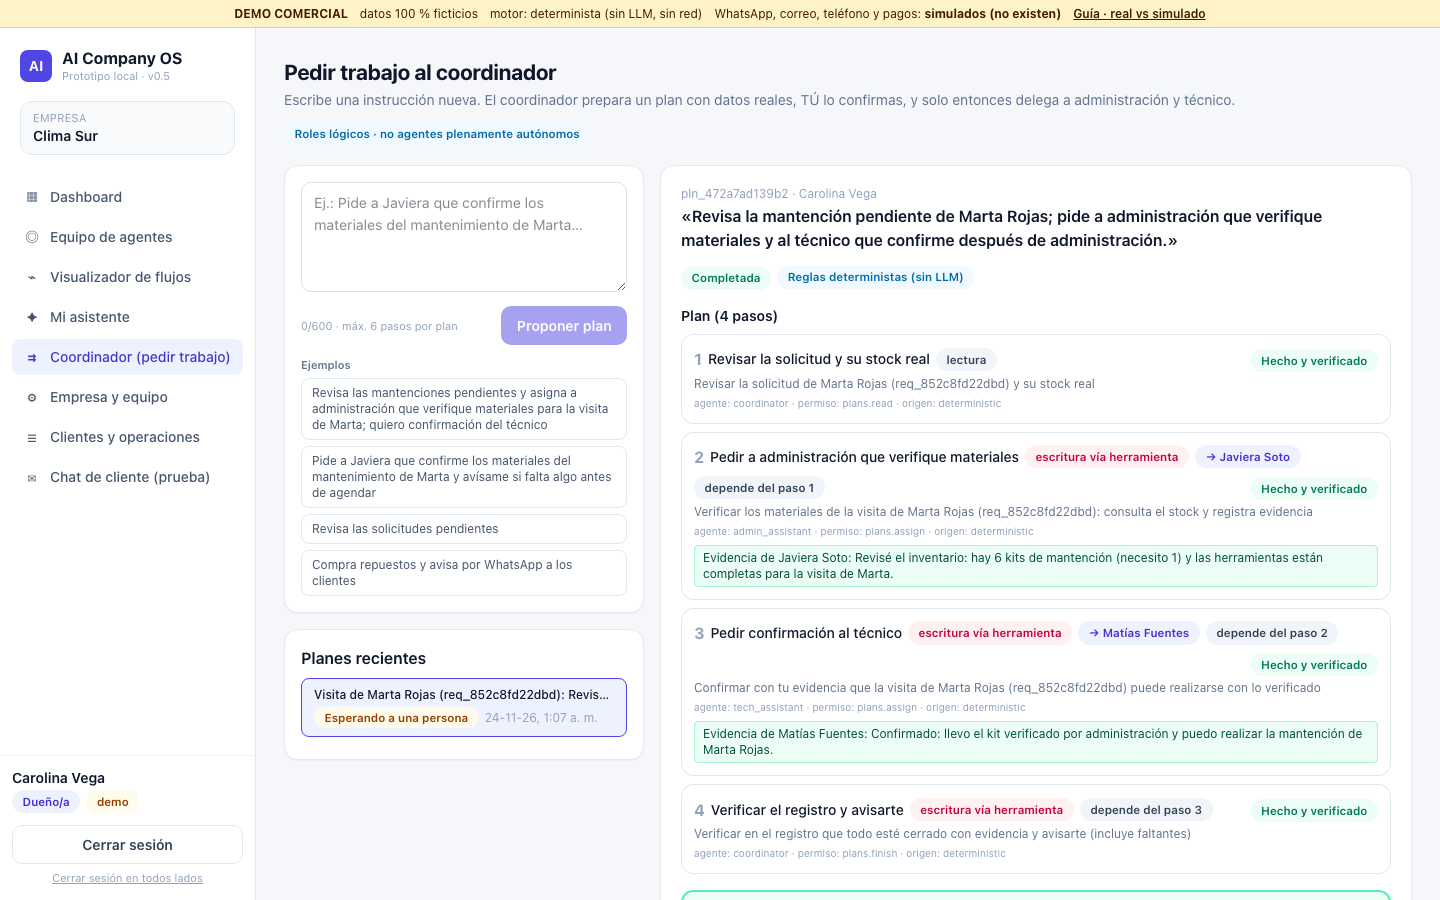 DEMO COMERCIAL datos 100 % ficticios motor: determinista (sin LLM, sin red) WhatsApp, correo, teléfono y pagos: simulados (no existen) Guía · real vs simulado
AI
AI Company OS
Prototipo local · v0.5
EMPRESA
Clima Sur
Dashboard
Equipo de agentes
Visualizador de flujos
Mi asistente
Coordinador (pedir trabajo)
Empresa y equipo
Clientes y operaciones
Chat de cliente (prueba)
Carolina Vega
Dueño/a demo
Cerrar sesión
Cerrar sesión en todos lados
Pedir trabajo al coordinador
Escribe una instrucción nueva. El coordinador prepara un plan con datos reales, TÚ lo confirmas, y solo entonces delega a administración y técnico.
Roles lógicos · no agentes plenamente autónomos
Ej.: Pide a Javiera que confirme los
materiales del mantenimiento de Marta...
0/600 · máx. 6 pasos por plan
Proponer plan
Ejemplos
Revisa las mantenciones pendientes y asigna a
administración que verifique materiales para la visita
de Marta; quiero confirmación del técnico
Pide a Javiera que confirme los materiales del
mantenimiento de Marta y avísame si falta algo antes
de agendar
Revisa las solicitudes pendientes
Compra repuestos y avisa por WhatsApp a los
clientes
Planes recientes
Visita de Marta Rojas (req_852c8fd22dbd): Revis...
Esperando a una persona 24-11-26, 1:07 a. m.
pln_472a7ad139b2 · Carolina Vega
«Revisa la mantención pendiente de Marta Rojas; pide a administración que verifique
materiales y al técnico que confirme después de administración.»
Completada Reglas deterministas (sin LLM)
Plan (4 pasos)
1 Revisar la solicitud y su stock real lectura Hecho y verificado
Revisar la solicitud de Marta Rojas (req_852c8fd22dbd) y su stock real
agente: coordinator · permiso: plans.read · origen: deterministic
2 Pedir a administración que verifique materiales escritura vía herramienta → Javiera Soto
depende del paso 1 Hecho y verificado
Verificar los materiales de la visita de Marta Rojas (req_852c8fd22dbd): consulta el stock y registra evidencia
agente: admin_assistant · permiso: plans.assign · origen: deterministic
Evidencia de Javiera Soto: Revisé el inventario: hay 6 kits de mantención (necesito 1) y las herramientas están
completas para la visita de Marta.
3 Pedir confirmación al técnico escritura vía herramienta → Matías Fuentes depende del paso 2
Hecho y verificado
Confirmar con tu evidencia que la visita de Marta Rojas (req_852c8fd22dbd) puede realizarse con lo verificado
agente: tech_assistant · permiso: plans.assign · origen: deterministic
Evidencia de Matías Fuentes: Confirmado: llevo el kit verificado por administración y puedo realizar la mantención de
Marta Rojas.
4 Verificar el registro y avisarte escritura vía herramienta depende del paso 3 Hecho y verificado
Verificar en el registro que todo esté cerrado con evidencia y avisarte (incluye faltantes)
agente: coordinator · permiso: plans.finish · origen: deterministic